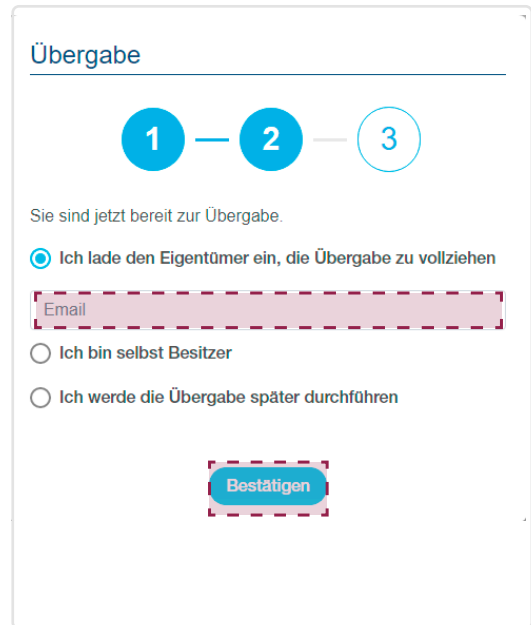 Übergabe
1 2 3
Sie sind jetzt bereit zur Übergabe.
Ich lade den Eigentümer ein, die Übergabe zu vollziehen
Email
Ich bin selbst Besitzer
Ich werde die Übergabe später durchführen
Bestätigen